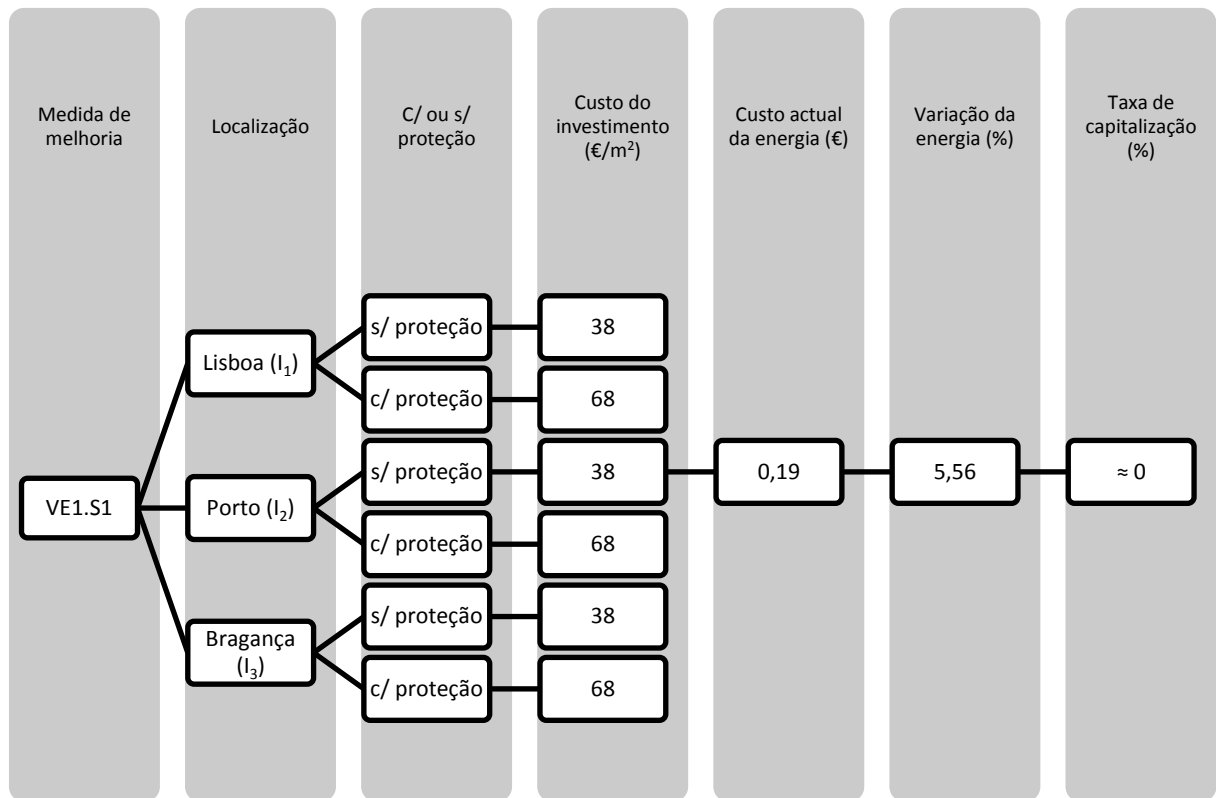 Medida de
melhoria
Localização
C/ ou s/
proteção
Custo do
investimento
(€/m²)
Custo actual
da energia (€)
Variação da
energia (%)
Taxa de
capitalização
(%)
VE1.S1
Lisboa (I₁)
s/ proteção
38
c/ proteção
68
Porto (I₂)
s/ proteção
38
0,19
5,56
≈ 0
c/ proteção
68
Bragança
(I₃)
s/ proteção
38
c/ proteção
68